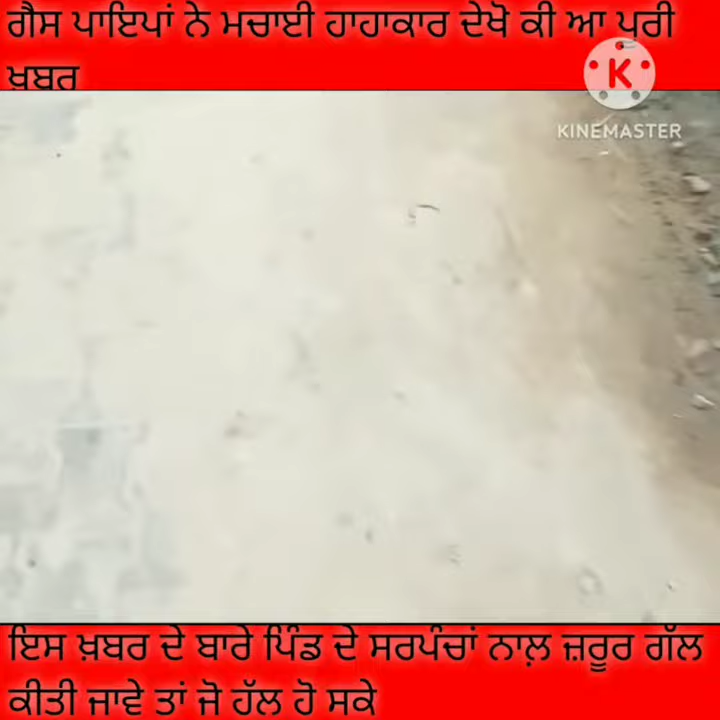 ਗੈਸ ਪਾਇਪਾਂ ਨੇ ਮਚਾਈ ਹਾਹਾਕਾਰ ਦੇਖੋ ਕੀ ਆ ਪੂਰੀ
ਖ਼ਬਰ
K
KINEMASTER
ਇਸ ਖ਼ਬਰ ਦੇ ਬਾਰੇ ਪਿੰਡ ਦੇ ਸਰਪੰਚਾਂ ਨਾਲ਼ ਜ਼ਰੂਰ ਗੱਲ
ਕੀਤੀ ਜਾਵੇ ਤਾਂ ਜੋ ਹੱਲ ਹੋ ਸਕੇ